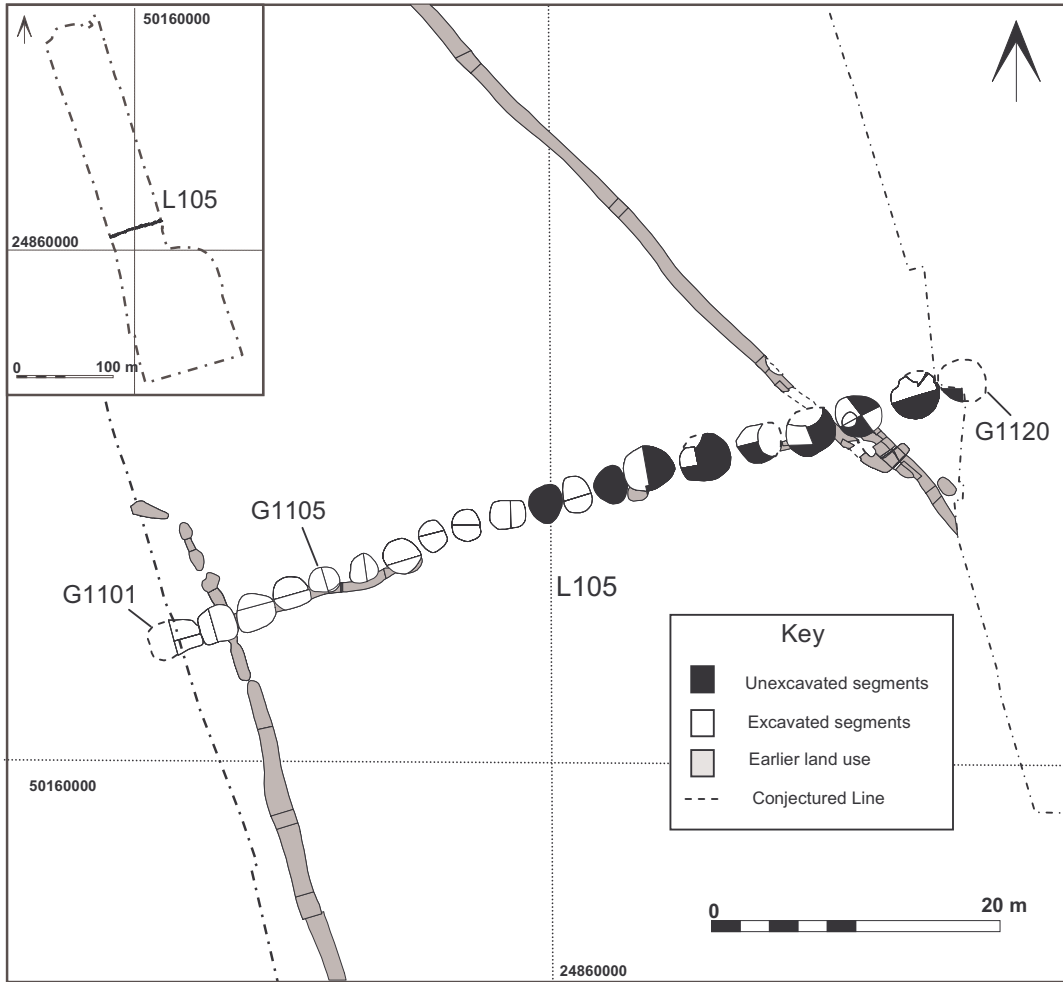 50160000
L105
24860000
0 100 m
G1120
G1105
G1101
L105
Key
Unexcavated segments
Excavated segments
Earlier land use
Conjectured Line
50160000
0 20 m
24860000